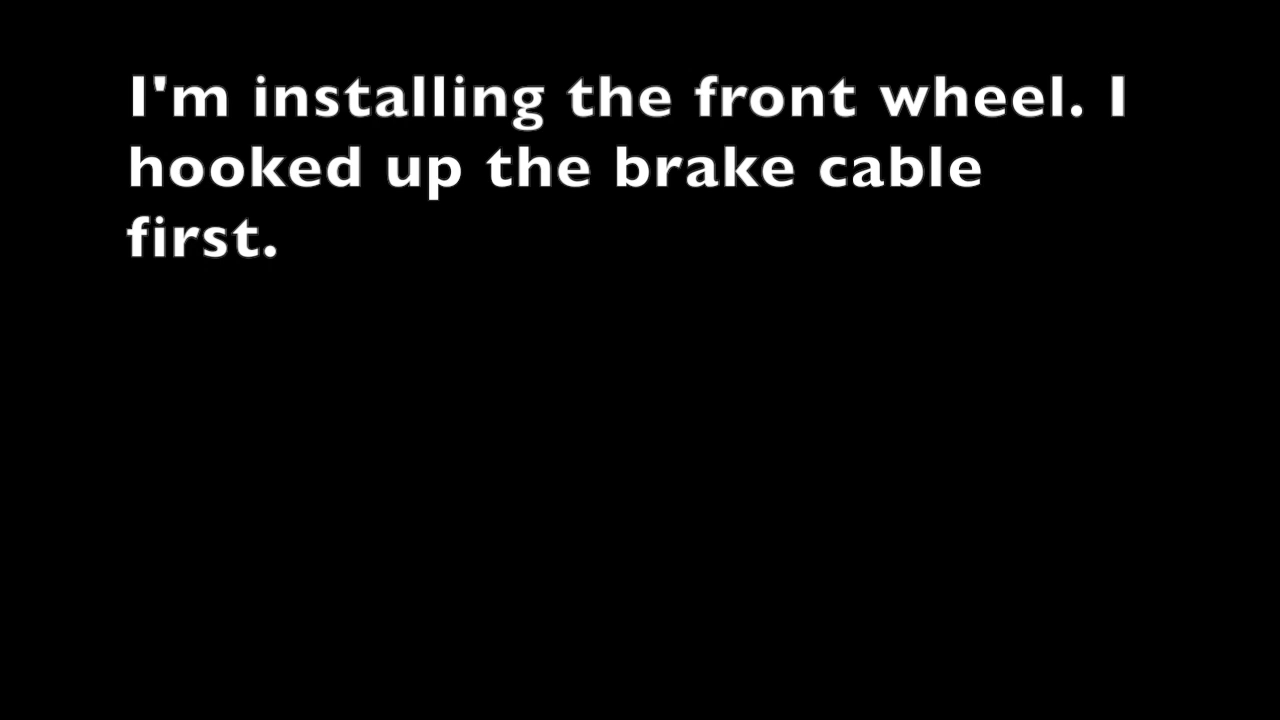 I'm installing the front wheel. I
hooked up the brake cable
first.